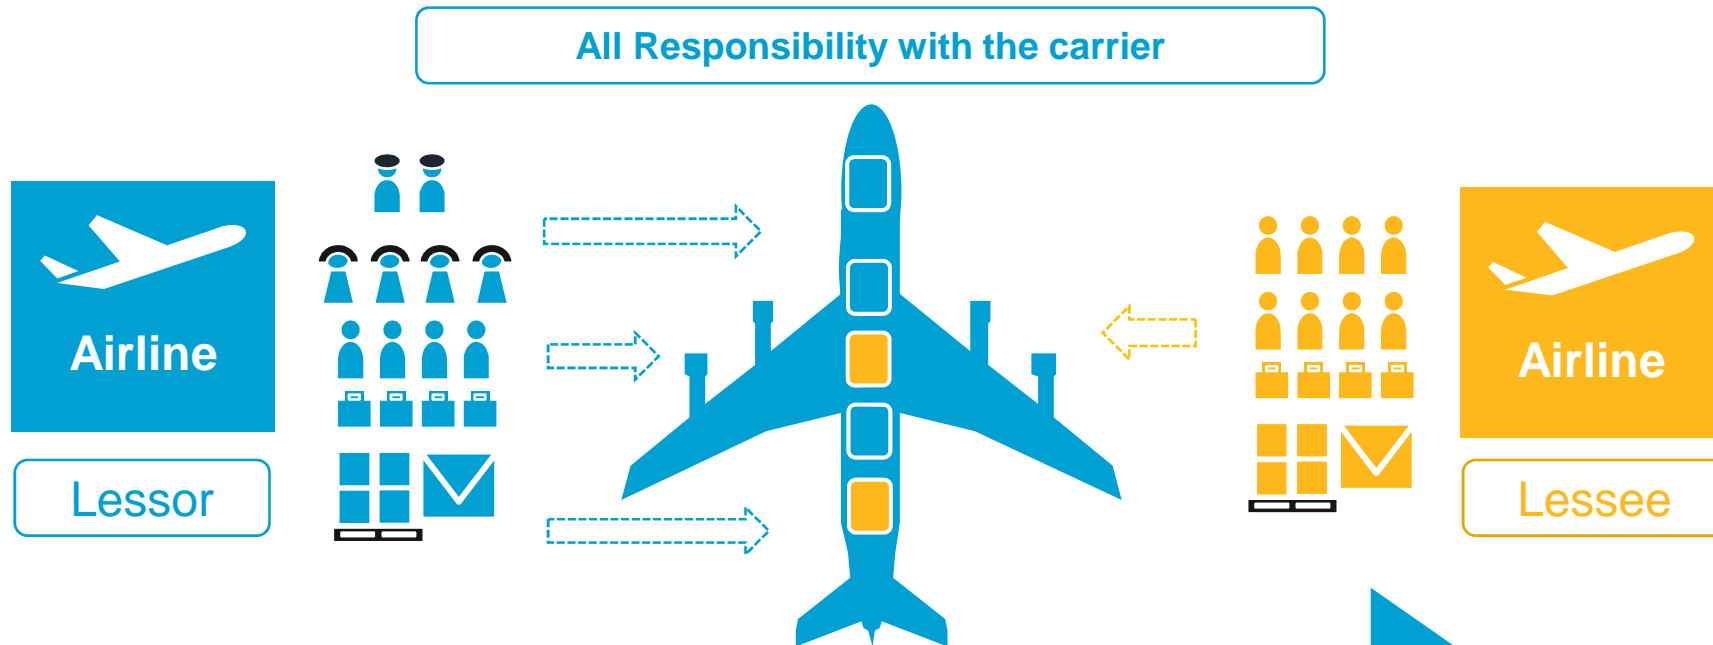 All Responsibility with the carrier
Airline
Lessor
Airline
Lessee